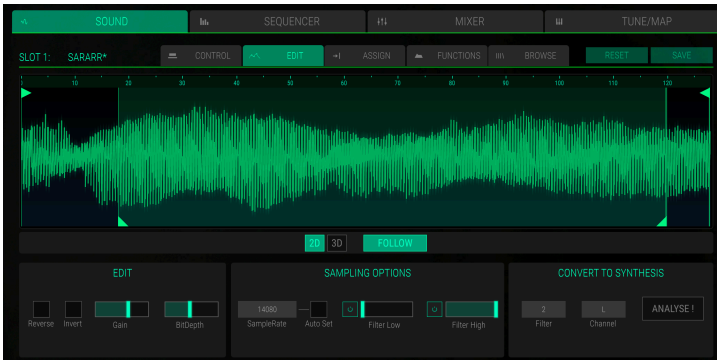 SOUND SEQUENCER MIXER TUNE/MAP
SLOT 1: SARARR* CONTROL EDIT ASSIGN FUNCTIONS BROWSE RESET SAVE
10 20 30 40 50 60 70 80 90 100 110 120
2D 3D FOLLOW
EDIT SAMPLING OPTIONS CONVERT TO SYNTHESIS
14080 2 L ANALYSE !
Reverse Invert Gain BitDepth SampleRate Auto Set Filter Low Filter High Filter Channel